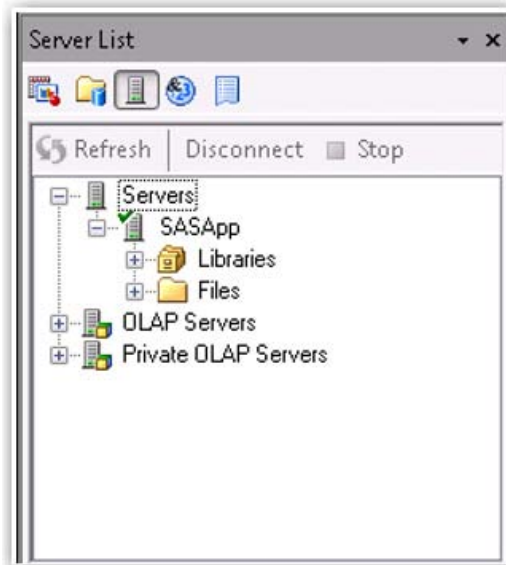 Server List
Refresh Disconnect Stop
Servers
SASApp
Libraries
Files
OLAP Servers
Private OLAP Servers